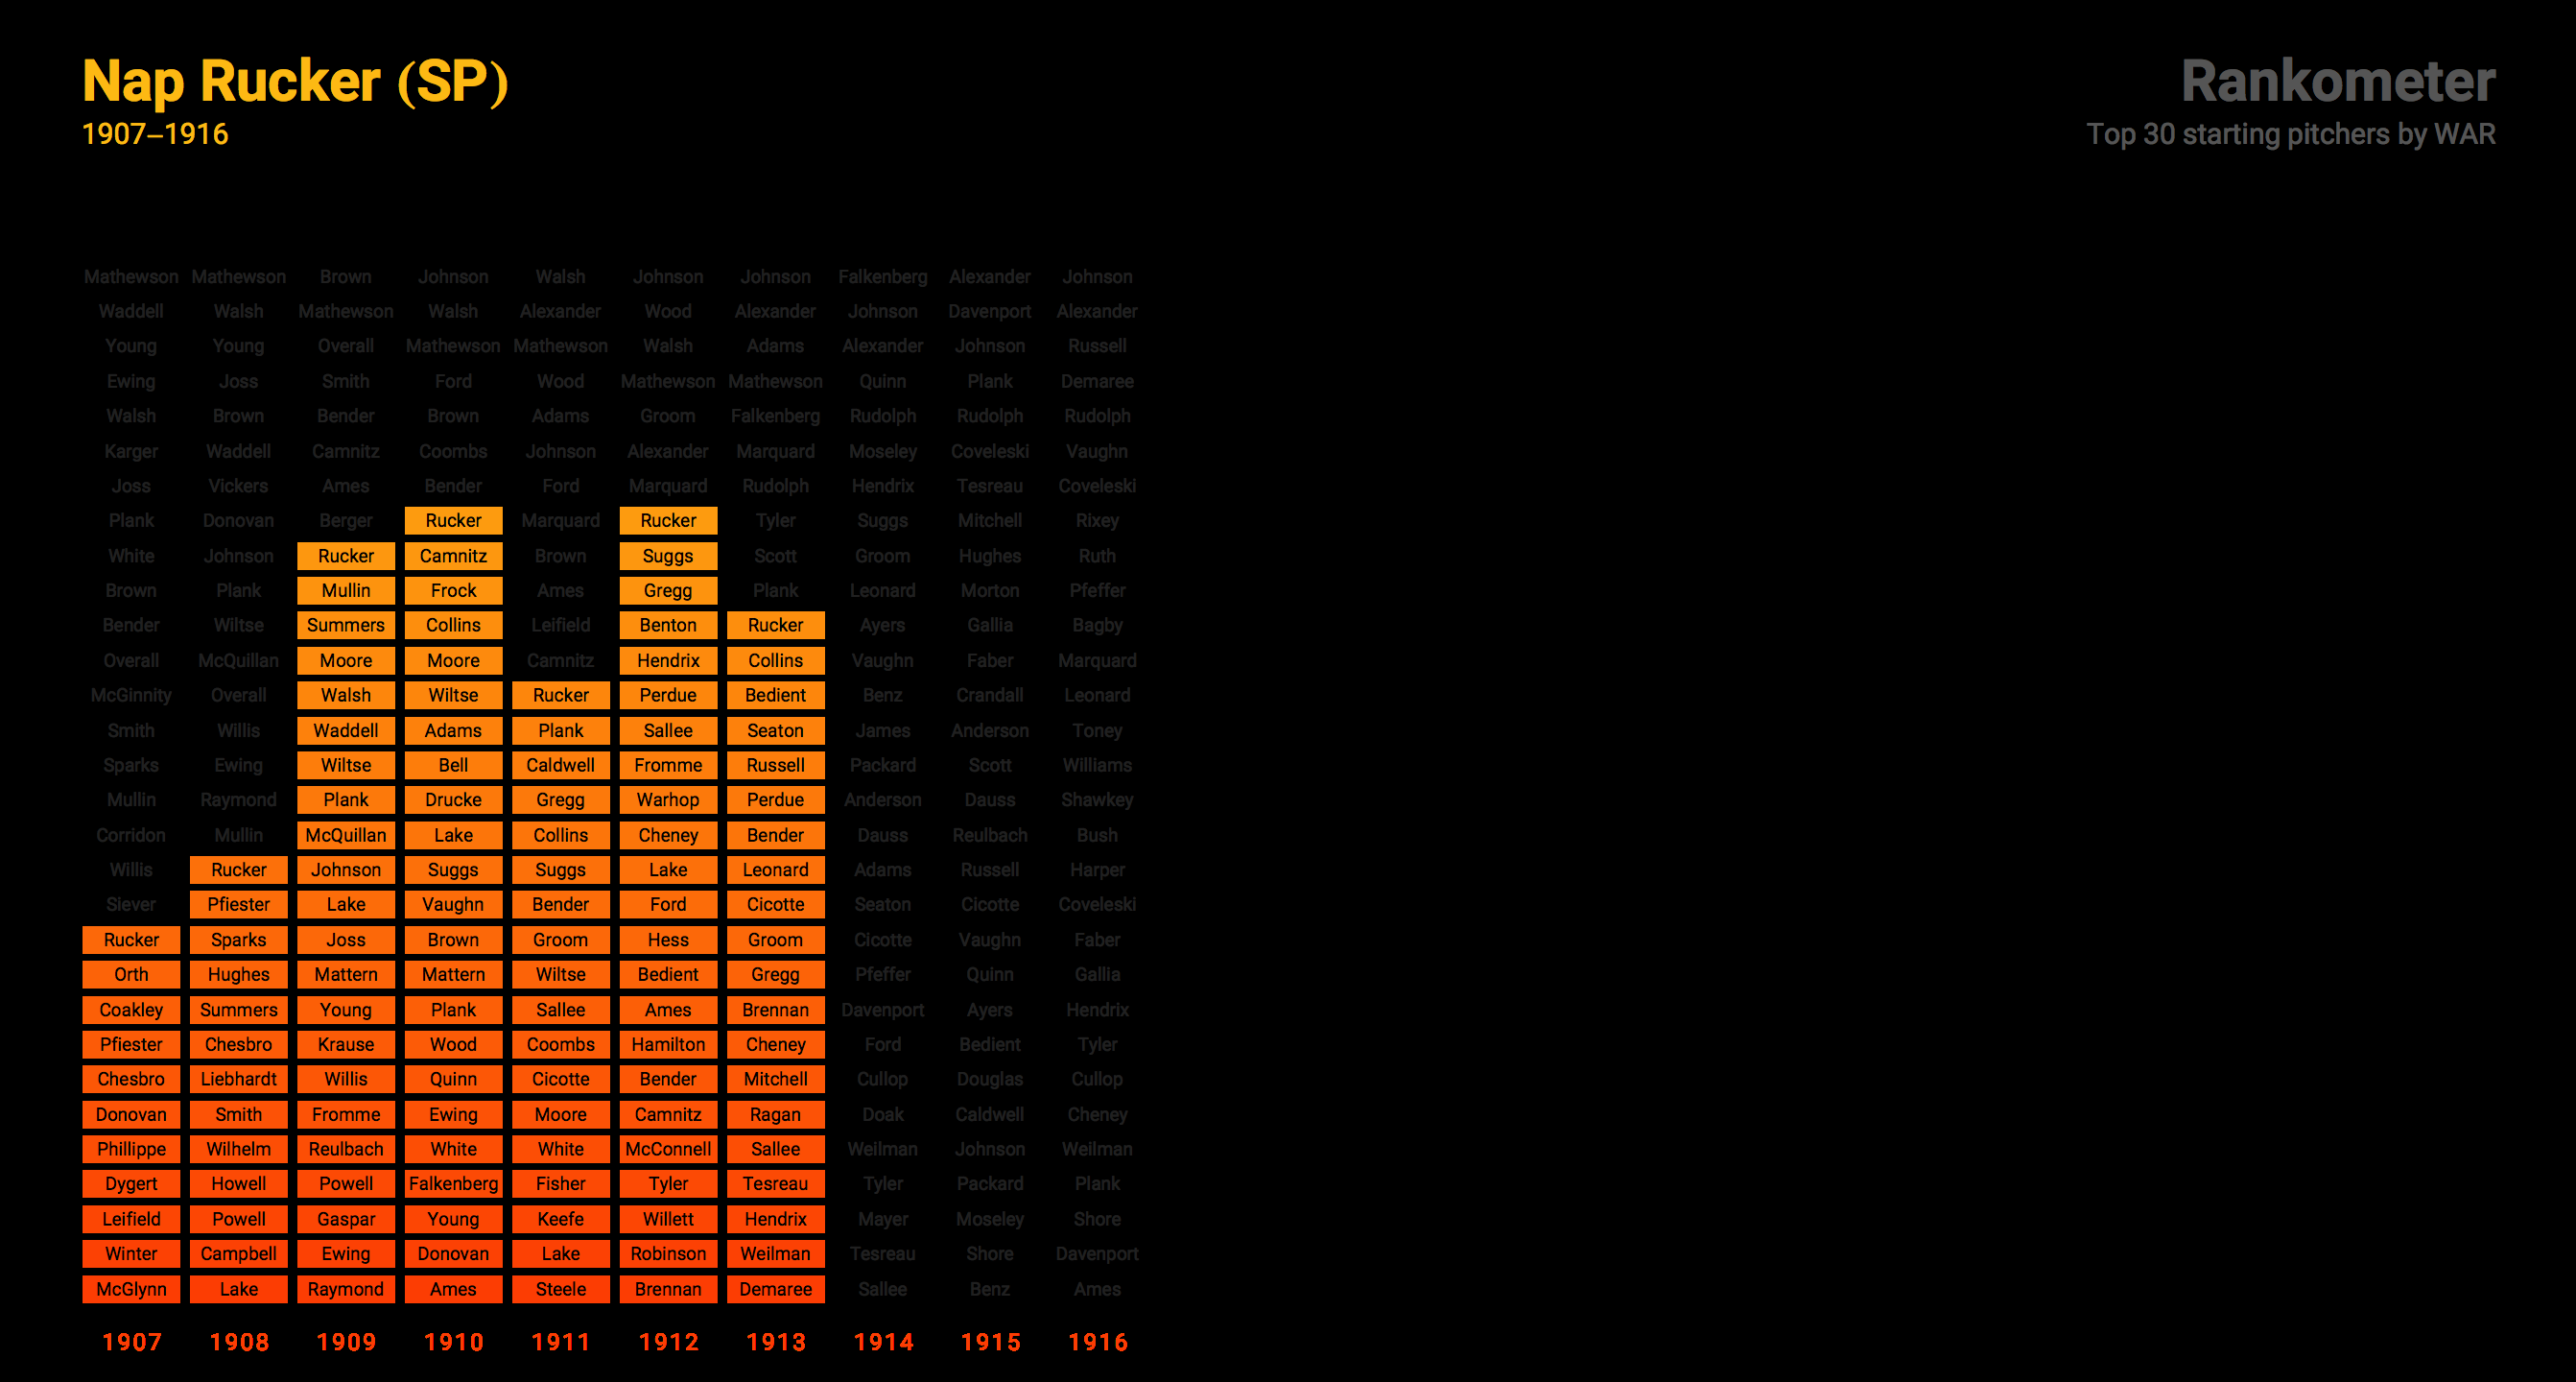 Nap Rucker (SP)
1907–1916
Rankometer
Top 30 starting pitchers by WAR
Mathewson Mathewson Brown Johnson Walsh Johnson Johnson Falkenberg Alexander Johnson
Waddell Walsh Mathewson Walsh Alexander Wood Alexander Johnson Davenport Alexander
Young Young Overall Mathewson Mathewson Walsh Adams Alexander Johnson Russell
Ewing Joss Smith Ford Wood Mathewson Mathewson Quinn Plank Demaree
Walsh Brown Bender Brown Adams Groom Falkenberg Rudolph Rudolph Rudolph
Karger Waddell Camnitz Coombs Johnson Alexander Marquard Moseley Coveleski Vaughn
Joss Vickers Ames Bender Ford Marquard Rudolph Hendrix Tesreau Coveleski
Plank Donovan Berger Rucker Marquard Rucker Tyler Suggs Mitchell Rixey
White Johnson Rucker Camnitz Brown Suggs Scott Groom Hughes Ruth
Brown Plank Mullin Frock Ames Gregg Plank Leonard Morton Pfeffer
Bender Wiltse Summers Collins Leifield Benton Rucker Ayers Gallia Bagby
Overall McQuillan Moore Moore Camnitz Hendrix Collins Vaughn Faber Marquard
McGinnity Overall Walsh Wiltse Rucker Perdue Bedient Benz Crandall Leonard
Smith Willis Waddell Adams Plank Sallee Seaton James Anderson Toney
Sparks Ewing Wiltse Bell Caldwell Fromme Russell Packard Scott Williams
Mullin Raymond Plank Drucke Gregg Warhop Perdue Anderson Dauss Shawkey
Corridon Mullin McQuillan Lake Collins Cheney Bender Dauss Reulbach Bush
Willis Rucker Johnson Suggs Suggs Lake Leonard Adams Russell Harper
Siever Pfiester Lake Vaughn Bender Ford Cicotte Seaton Cicotte Coveleski
Rucker Sparks Joss Brown Groom Hess Groom Cicotte Vaughn Faber
Orth Hughes Mattern Mattern Wiltse Bedient Gregg Pfeffer Quinn Gallia
Coakley Summers Young Plank Sallee Ames Brennan Davenport Ayers Hendrix
Pfiester Chesbro Krause Wood Coombs Hamilton Cheney Ford Bedient Tyler
Chesbro Liebhardt Willis Quinn Cicotte Bender Mitchell Cullop Douglas Cullop
Donovan Smith Fromme Ewing Moore Camnitz Ragan Doak Caldwell Cheney
Phillippe Wilhelm Reulbach White White McConnell Sallee Weilman Johnson Weilman
Dygert Howell Powell Falkenberg Fisher Tyler Tesreau Tyler Packard Plank
Leifield Powell Gaspar Young Keefe Willett Hendrix Mayer Moseley Shore
Winter Campbell Ewing Donovan Lake Robinson Weilman Tesreau Shore Davenport
McGlynn Lake Raymond Ames Steele Brennan Demaree Sallee Benz Ames
1907 1908 1909 1910 1911 1912 1913 1914 1915 1916